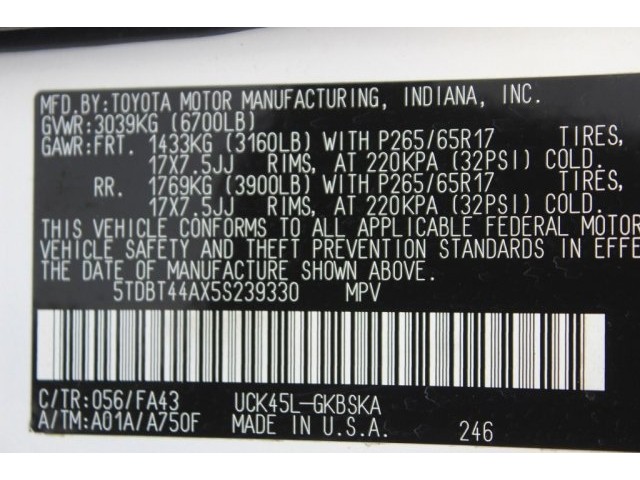 MFD.BY:TOYOTA MOTOR MANUFACTURING, INDIANA, INC.
GVWR:3039KG (6700LB)
GAWR:FRT. 1433KG (3160LB) WITH P265/65R17 TIRES,
17X7.5JJ RIMS, AT 220KPA (32PSI) COLD.
RR. 1769KG (3900LB) WITH P265/65R17 TIRES,
17X7.5JJ RIMS, AT 220KPA (32PSI) COLD.
THIS VEHICLE CONFORMS TO ALL APPLICABLE FEDERAL MOTOR
VEHICLE SAFETY AND THEFT PREVENTION STANDARDS IN EFFE
THE DATE OF MANUFACTURE SHOWN ABOVE.
5TDBT44AX5S239330 MPV
C/TR:056/FA43 UCK45L-GKBSKA
A/TM:A01A/A750F MADE IN U.S.A. 246